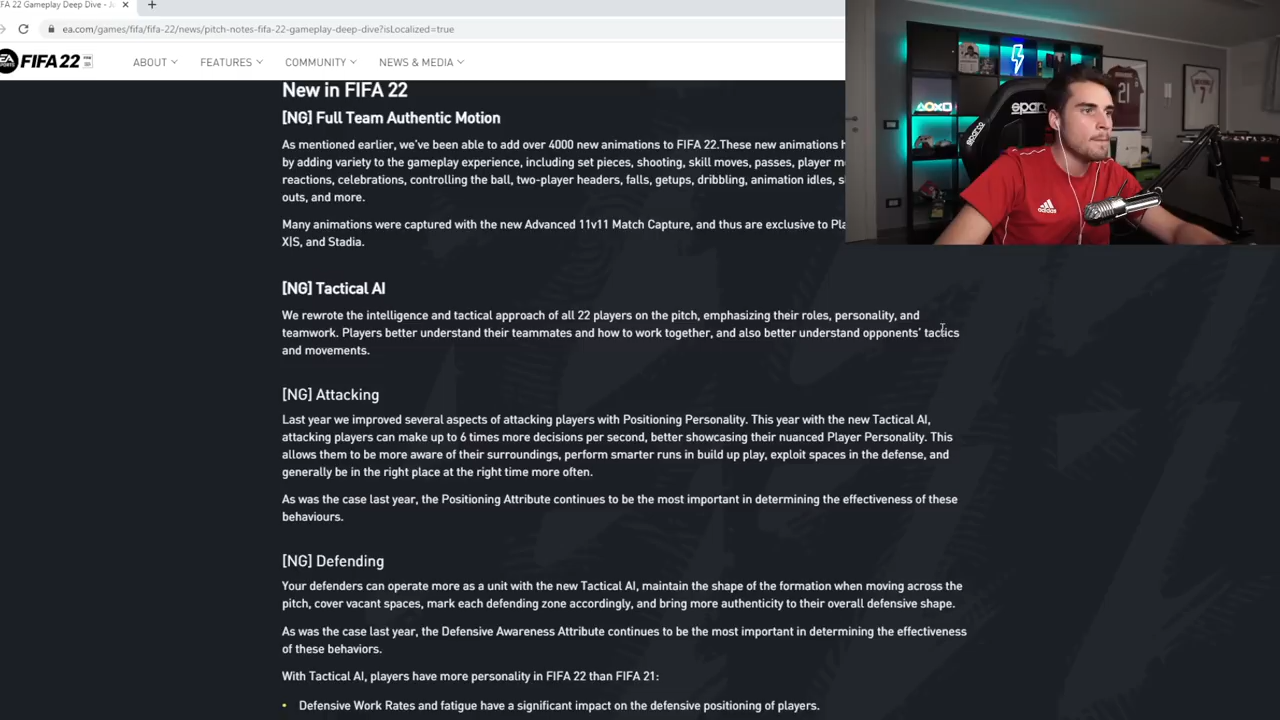 FA 22 Gameplay Deep Dive - 
ea.com/games/fifa/fifa-22/news/pitch-notes-fifa-22-gameplay-deep-dive?isLocalized=true
EA SPORTS FIFA 22
ABOUT FEATURES COMMUNITY NEWS & MEDIA
New in FIFA 22
[NG] Full Team Authentic Motion
As mentioned earlier, we've been able to add over 4000 new animations to FIFA 22.These new animations
by adding variety to the gameplay experience, including set pieces, shooting, skill moves, passes, player
reactions, celebrations, controlling the ball, two-player headers, falls, getups, dribbling, animation idles,
outs, and more.
Many animations were captured with the new Advanced 11v11 Match Capture, and thus are exclusive to
X|S, and Stadia.
[NG] Tactical AI
We rewrote the intelligence and tactical approach of all 22 players on the pitch, emphasizing their roles, personality, and
teamwork. Players better understand their teammates and how to work together, and also better understand opponents' tactics
and movements.
[NG] Attacking
Last year we improved several aspects of attacking players with Positioning Personality. This year with the new Tactical AI,
attacking players can make up to 6 times more decisions per second, better showcasing their nuanced Player Personality. This
allows them to be more aware of their surroundings, perform smarter runs in build up play, exploit spaces in the defense, and
generally be in the right place at the right time more often.
As was the case last year, the Positioning Attribute continues to be the most important in determining the effectiveness of these
behaviours.
[NG] Defending
Your defenders can operate more as a unit with the new Tactical AI, maintain the shape of the formation when moving across the
pitch, cover vacant spaces, mark each defending zone accordingly, and bring more authenticity to their overall defensive shape.
As was the case last year, the Defensive Awareness Attribute continues to be the most important in determining the effectiveness
of these behaviors.
With Tactical AI, players have more personality in FIFA 22 than FIFA 21:
• Defensive Work Rates and fatigue have a significant impact on the defensive positioning of players.
sparco
sparco
adidas
21
7